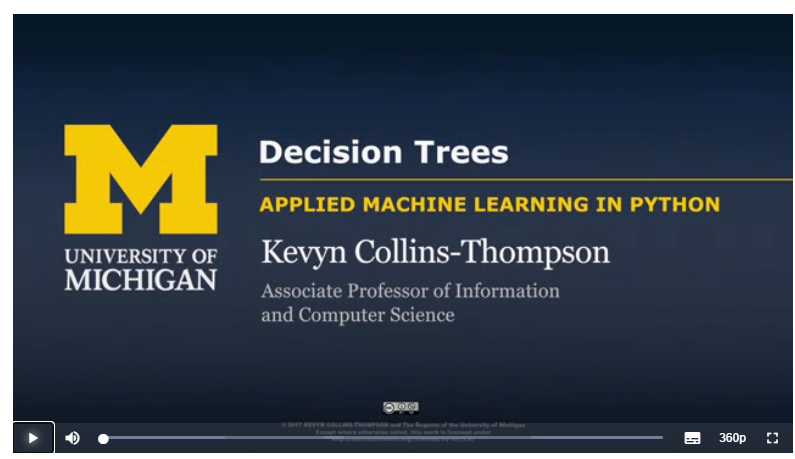 Decision Trees
APPLIED MACHINE LEARNING IN PYTHON
UNIVERSITY OF
MICHIGAN
Kevyn Collins-Thompson
Associate Professor of Information
and Computer Science
© 2017 KEVYN COLLINS-THOMPSON and The Regents of the University of Michigan
Except where otherwise noted, this work is licensed under
360p